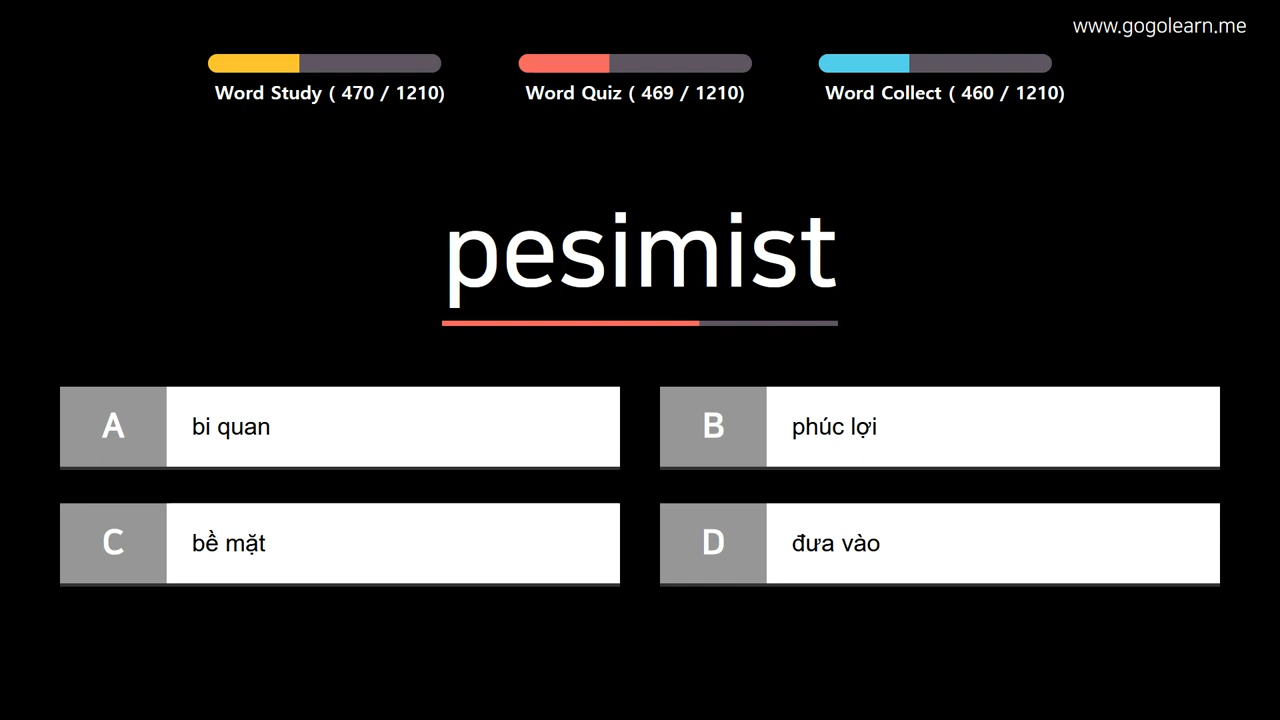 www.gogolearn.me
Word Study ( 470 / 1210)
Word Quiz ( 469 / 1210)
Word Collect ( 460 / 1210)
pesimist
A bi quan
B phúc lợi
C bề mặt
D đưa vào